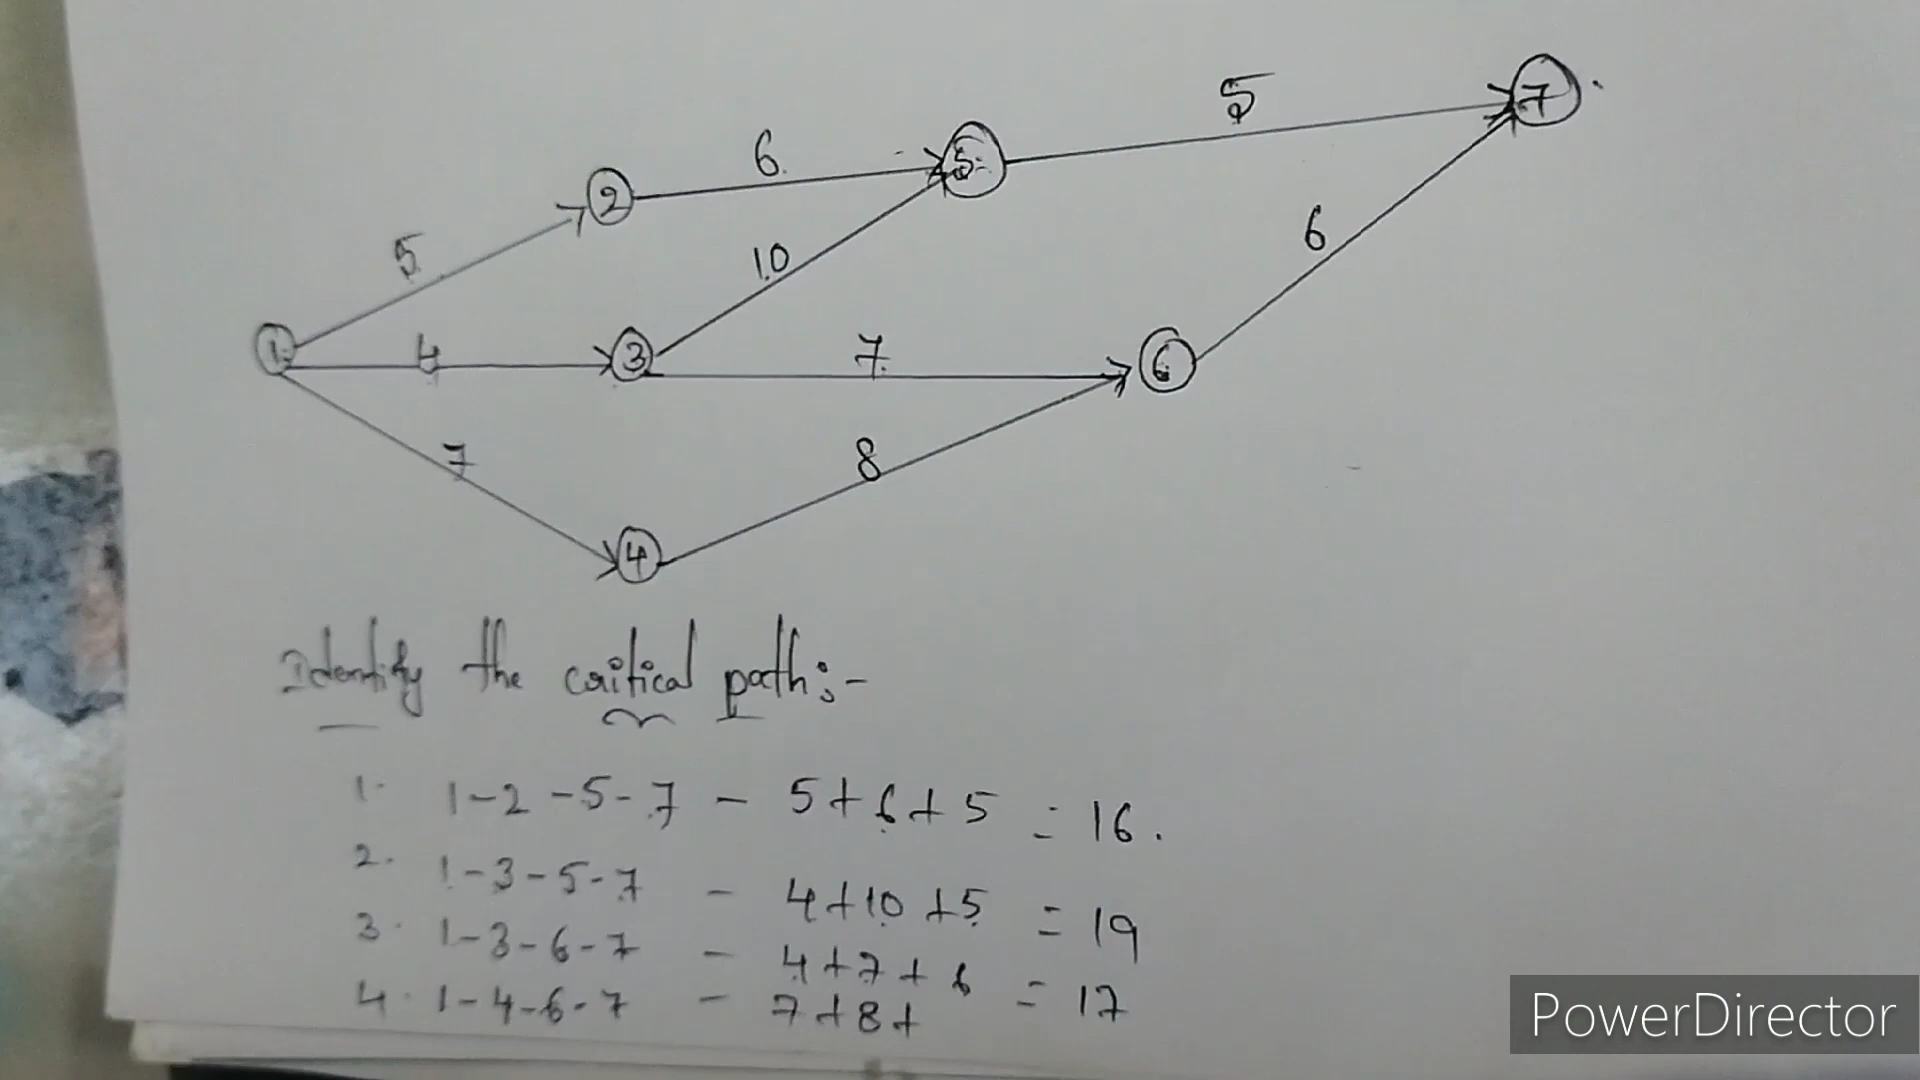 5
7
6
2
5
6
5
10
1
4
3
7
6
7
8
4
Identify the critical path:-
1. 1-2-5-7 - 5+6+5 = 16.
2. 1-3-5-7 - 4+10+5 = 19
3. 1-3-6-7 - 4+7+6 = 17
4. 1-4-6-7 - 7+8+
PowerDirector